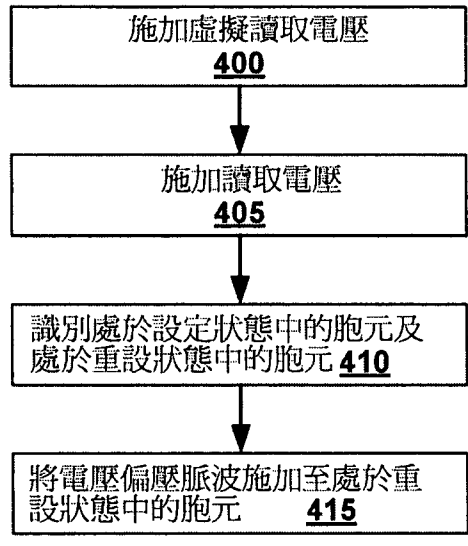 施加虛擬讀取電壓
400
施加讀取電壓
405
識別處於設定狀態中的胞元及
處於重設狀態中的胞元 410
將電壓偏壓脈波施加至處於重
設狀態中的胞元 415